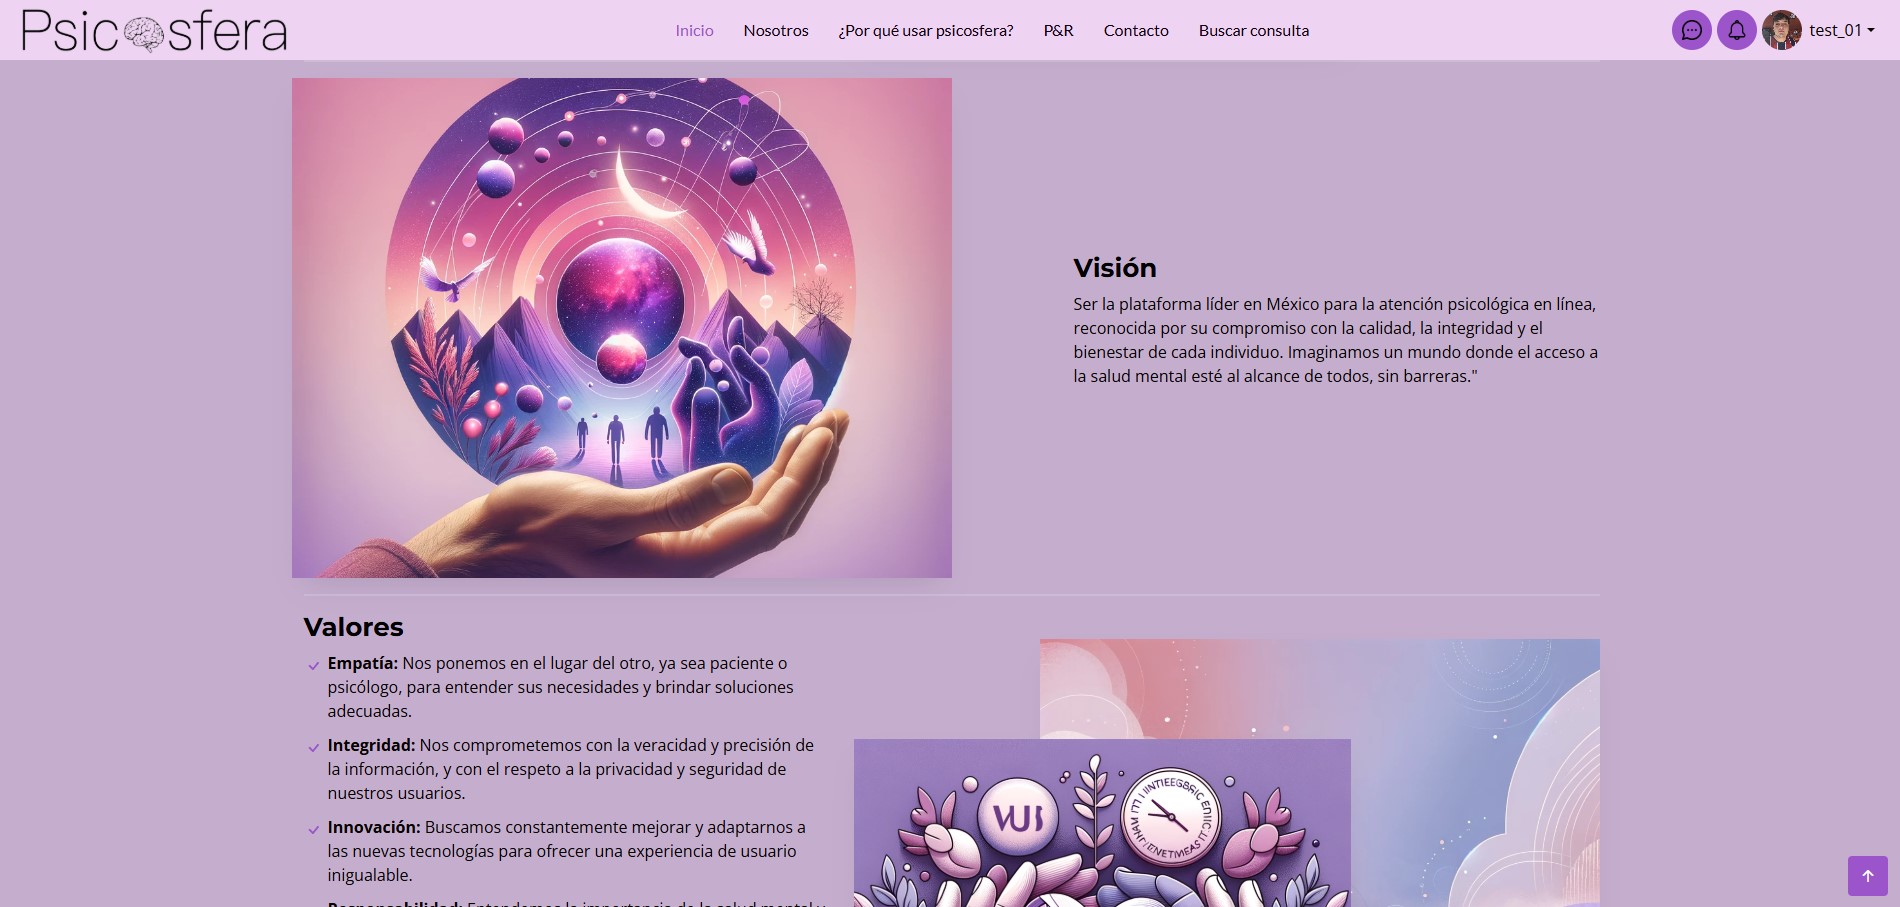 Psicosfera
Inicio Nosotros ¿Por qué usar psicosfera? P&R Contacto Buscar consulta test_01
Visión
Ser la plataforma líder en México para la atención psicológica en línea,
reconocida por su compromiso con la calidad, la integridad y el
bienestar de cada individuo. Imaginamos un mundo donde el acceso a
la salud mental esté al alcance de todos, sin barreras."
Valores
Empatía: Nos ponemos en el lugar del otro, ya sea paciente o
psicólogo, para entender sus necesidades y brindar soluciones
adecuadas.
Integridad: Nos comprometemos con la veracidad y precisión de
la información, y con el respeto a la privacidad y seguridad de
nuestros usuarios.
Innovación: Buscamos constantemente mejorar y adaptarnos a
las nuevas tecnologías para ofrecer una experiencia de usuario
inigualable.